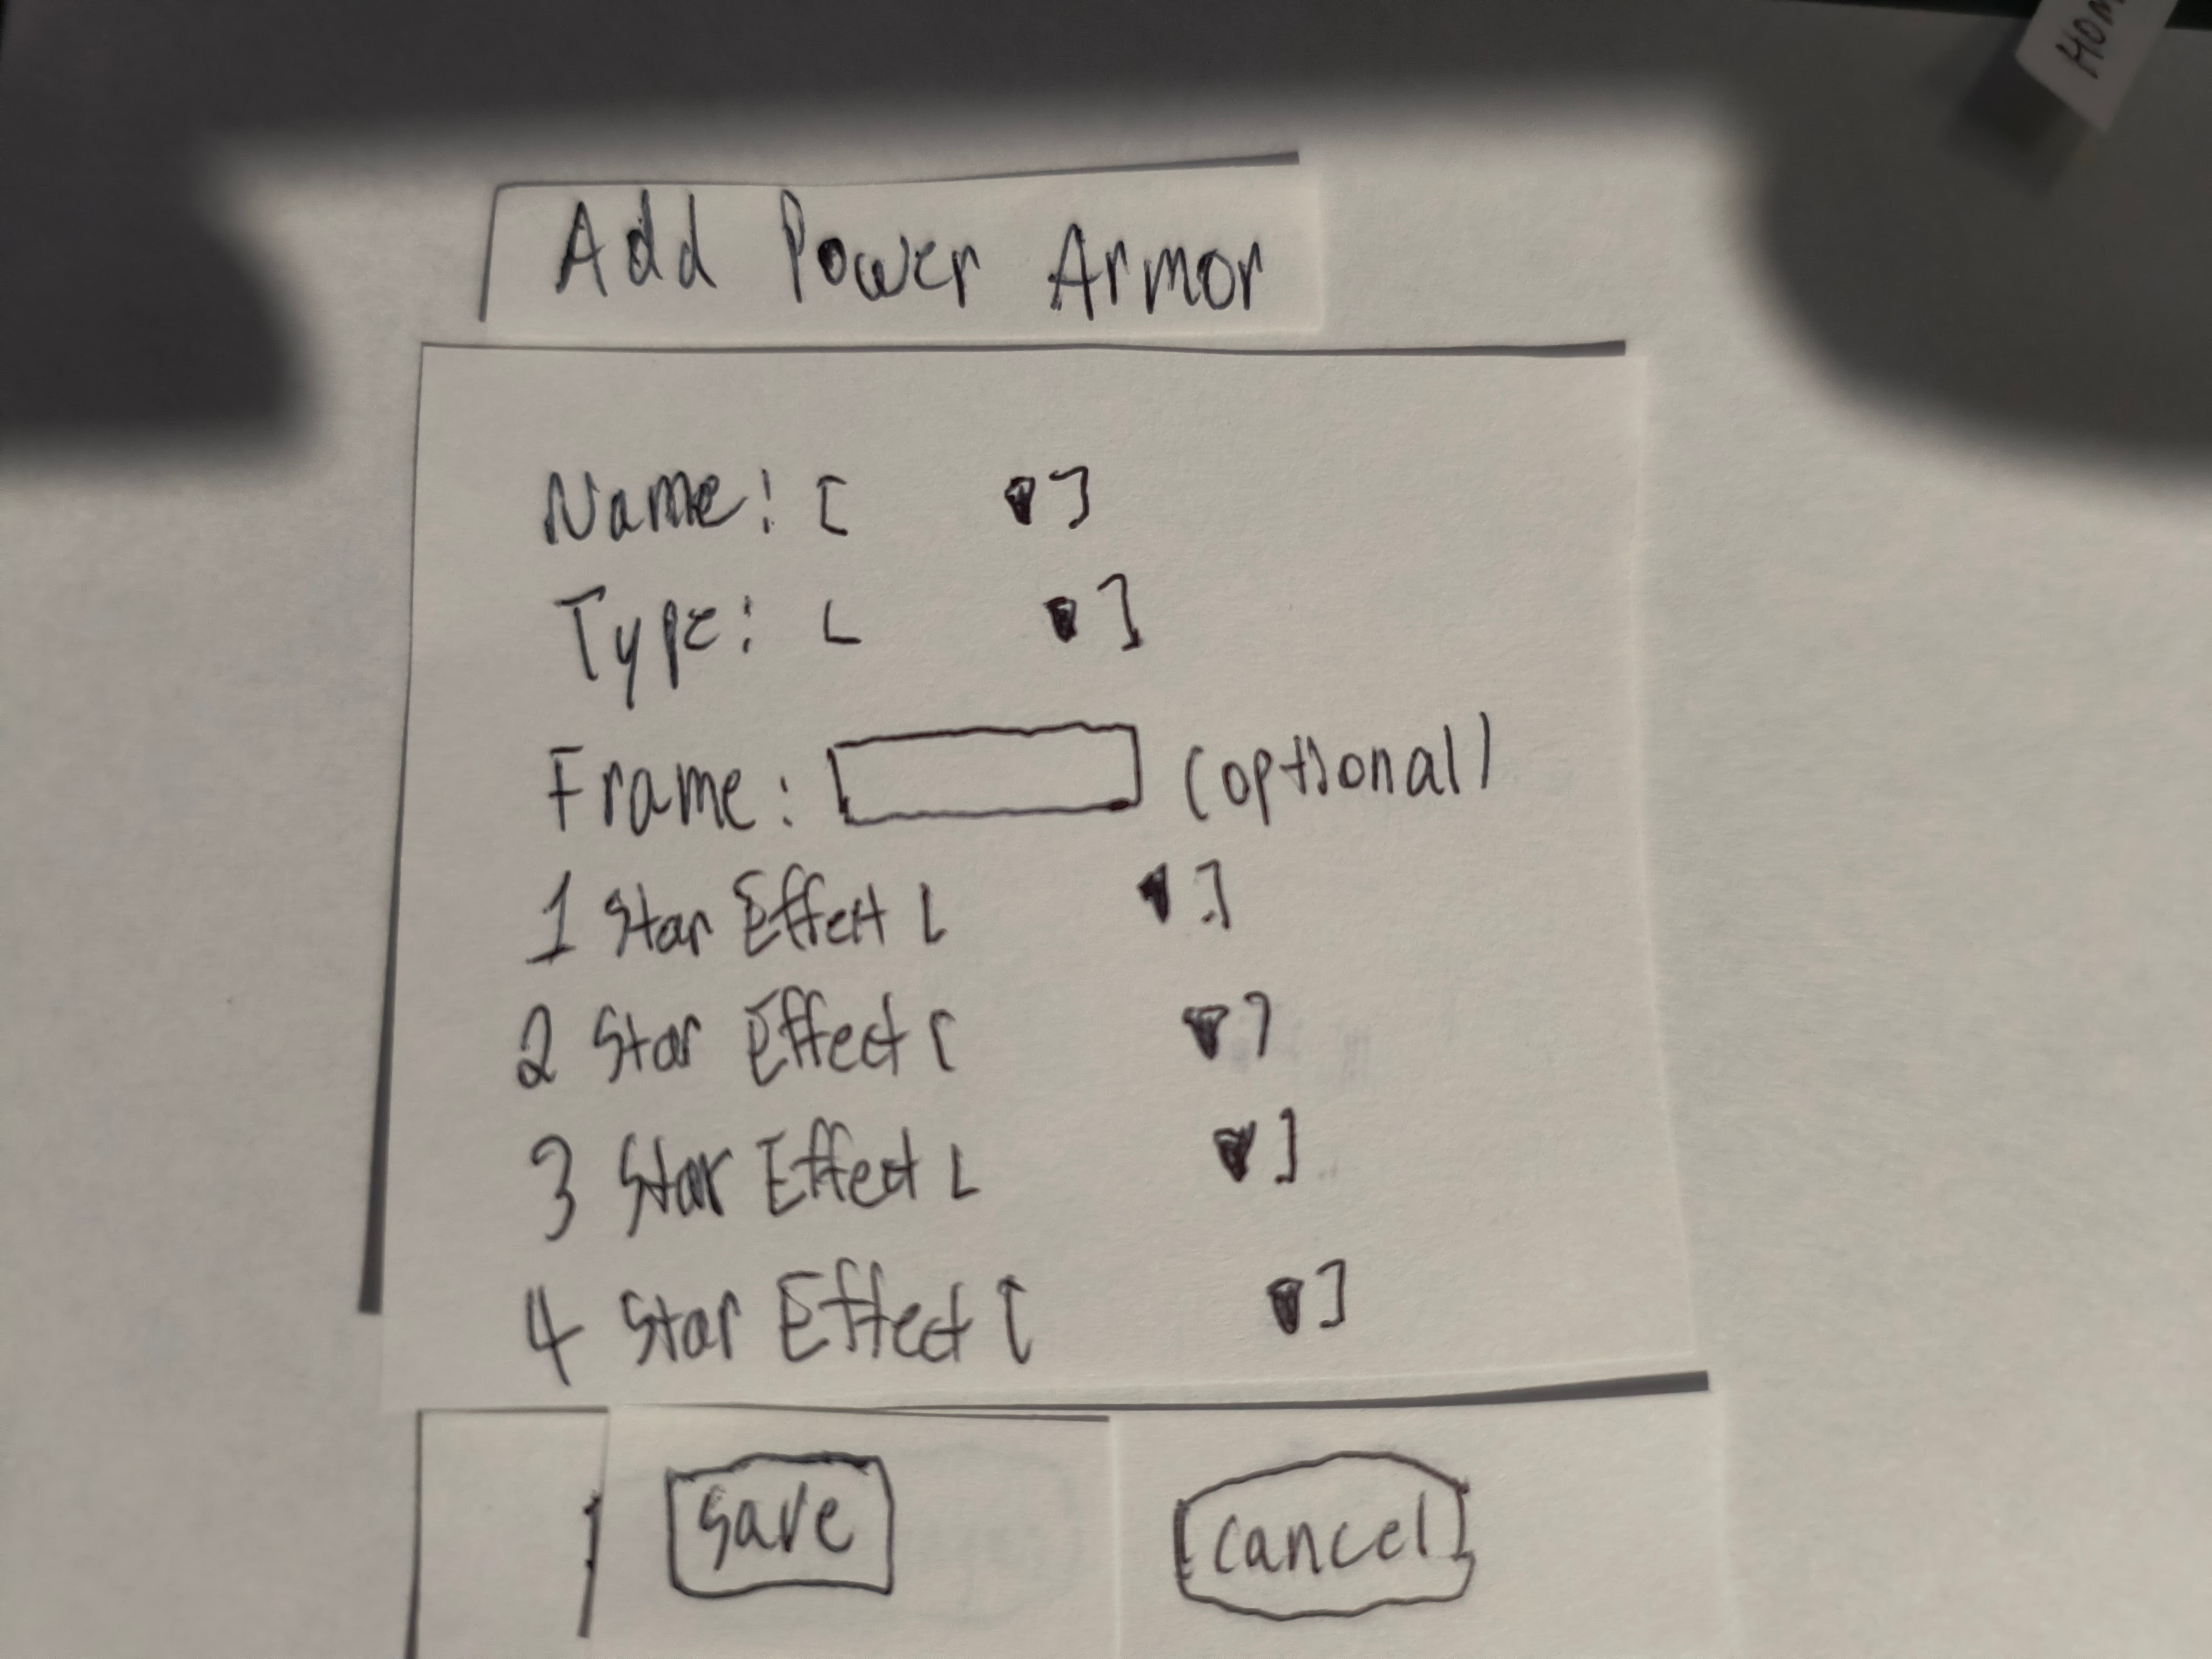 HOM
Add Power Armor
Name: [ ▼]
Type: [ ▼]
Frame: (optional)
1 Star Effect [ ▼]
2 Star Effect [ ▼]
3 Star Effect [ ▼]
4 Star Effect [ ▼]
Save Cancel